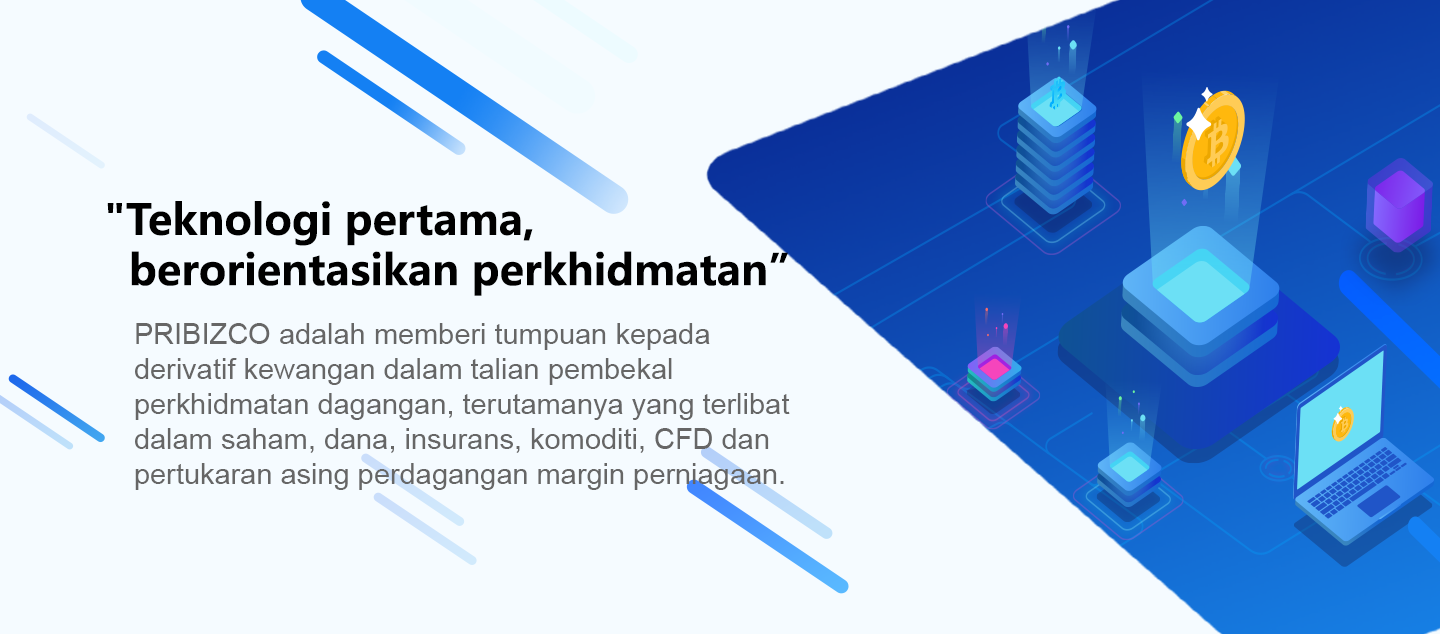 "Teknologi pertama,
berorientasikan perkhidmatan”
PRIBIZCO adalah memberi tumpuan kepada
derivatif kewangan dalam talian pembekal
perkhidmatan dagangan, terutamanya yang terlibat
dalam saham, dana, insurans, komoditi, CFD dan
pertukaran asing perdagangan margin perniagaan.